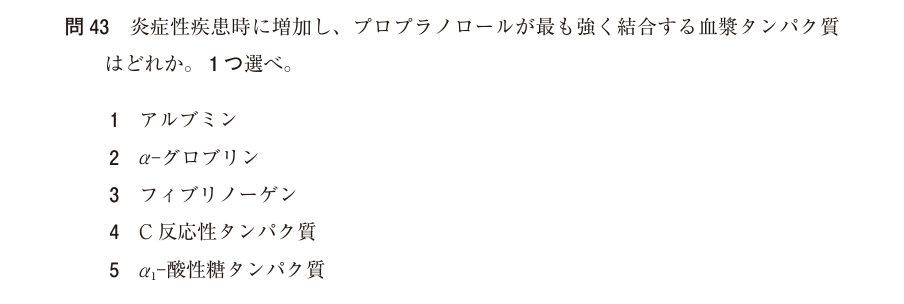 問 43　炎症性疾患時に増加し、プロプラノロールが最も強く結合する血漿タンパク質
はどれか。1つ選べ。
1　アルブミン
2　α-グロブリン
3　フィブリノーゲン
4　C 反応性タンパク質
5　α₁-酸性糖タンパク質